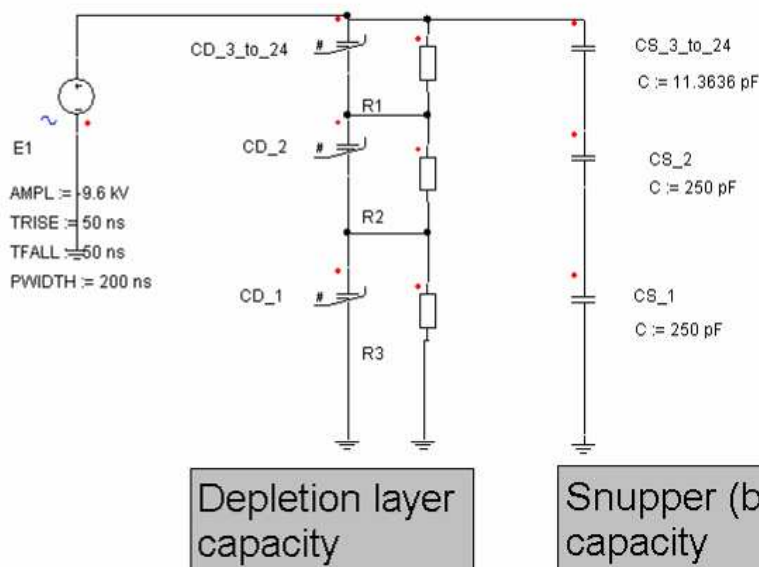 CD_3_to_24
#
R1
CS_3_to_24
C := 11.3636 pF
E1
AMPL := -9.6 kV
TRISE := 50 ns
TFALL := 50 ns
PWIDTH := 200 ns
CD_2
#
R2
CS_2
C := 250 pF
CD_1
#
R3
CS_1
C := 250 pF
Depletion layer
capacity
Snupper (b
capacity